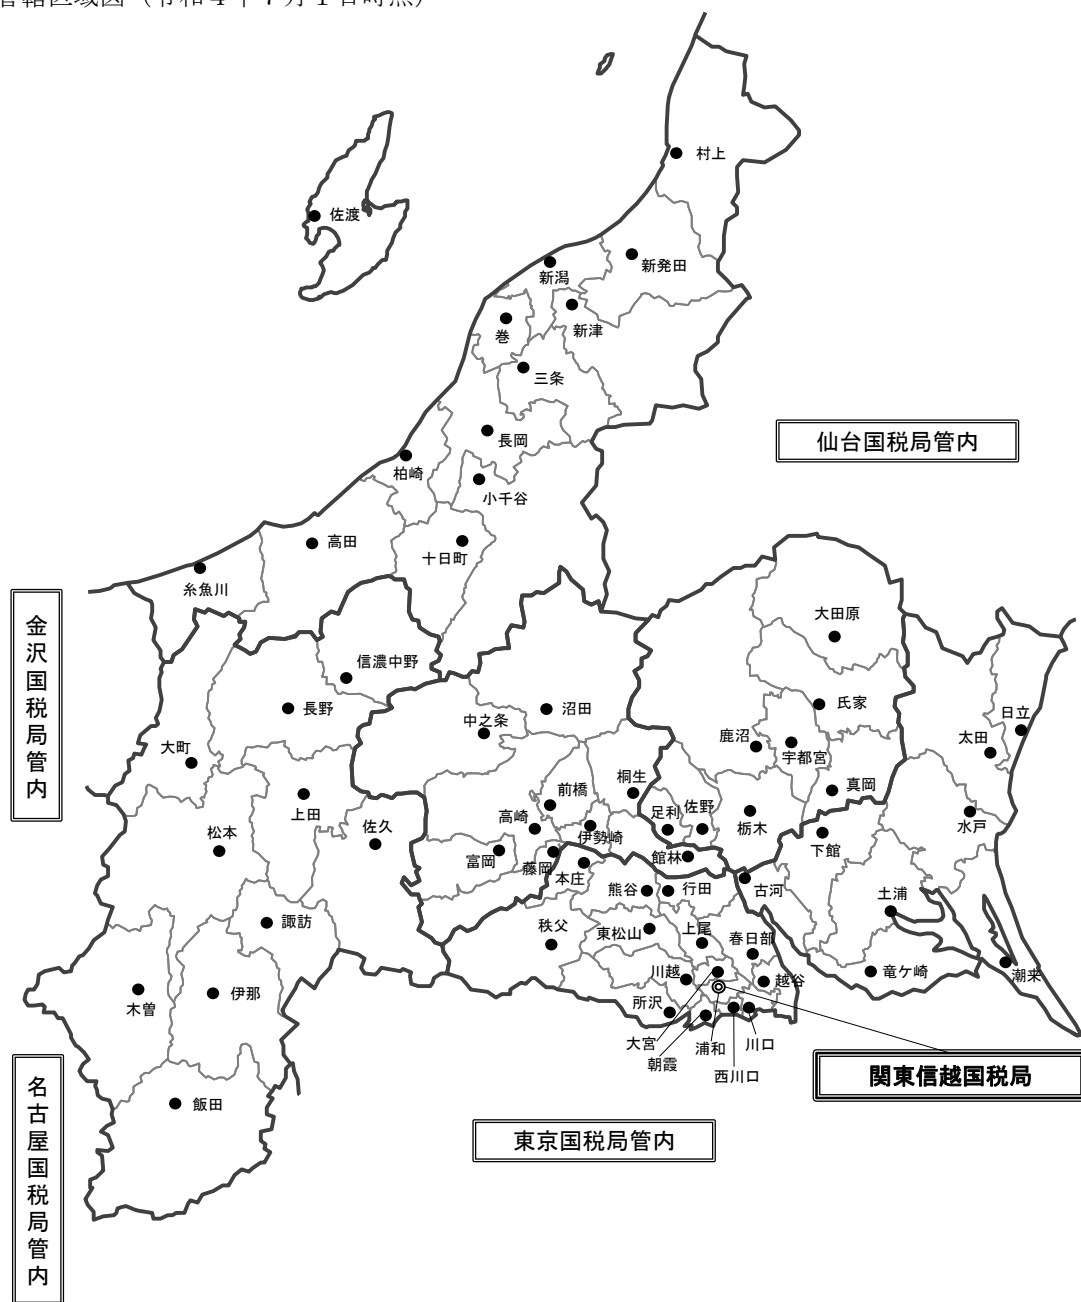 管轄区域図(令和4年7月1日時点)
村上
佐渡
新発田
新潟
新津
巻
三条
長岡
仙台国税局管内
柏崎
小千谷
高田
十日町
糸魚川
金沢国税局管内
大田原
信濃中野
長野
沼田
氏家
中之条
日立
鹿沼
太田
宇都宮
大町
桐生
真岡
前橋
上田
足利
佐野
高崎
栃木
水戸
伊勢崎
松本
佐久
下館
富岡
藤岡
館林
本庄
熊谷
行田
古河
土浦
諏訪
秩父
東松山
上尾
春日部
川越
越谷
竜ケ崎
潮来
木曽
伊那
所沢
大宮
浦和
川口
朝霞
西川口
関東信越国税局
名古屋国税局管内
飯田
東京国税局管内